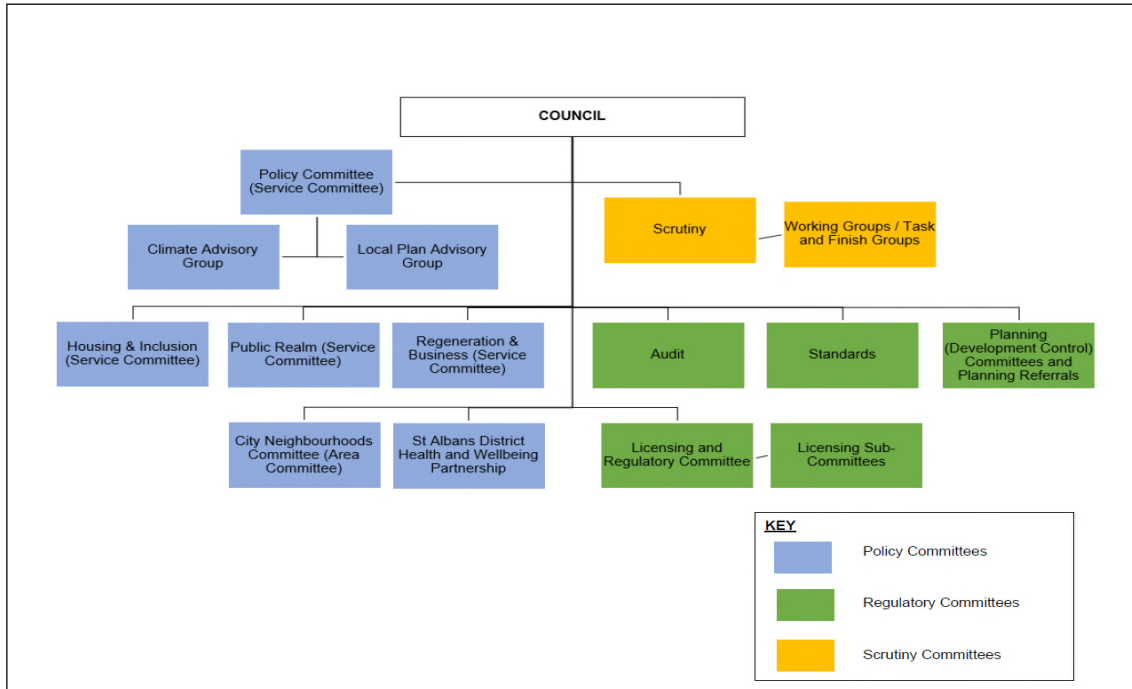 COUNCIL
Policy Committee
(Service Committee)
Scrutiny
Working Groups / Task
and Finish Groups
Climate Advisory
Group
Local Plan Advisory
Group
Housing & Inclusion
(Service Committee)
Public Realm (Service
Committee)
Regeneration &
Business (Service
Committee)
Audit
Standards
Planning
(Development Control)
Committees and
Planning Referrals
City Neighbourhoods
Committee (Area
Committee)
St Albans District
Health and Wellbeing
Partnership
Licensing and
Regulatory Committee
Licensing Sub-
Committees
KEY
Policy Committees
Regulatory Committees
Scrutiny Committees